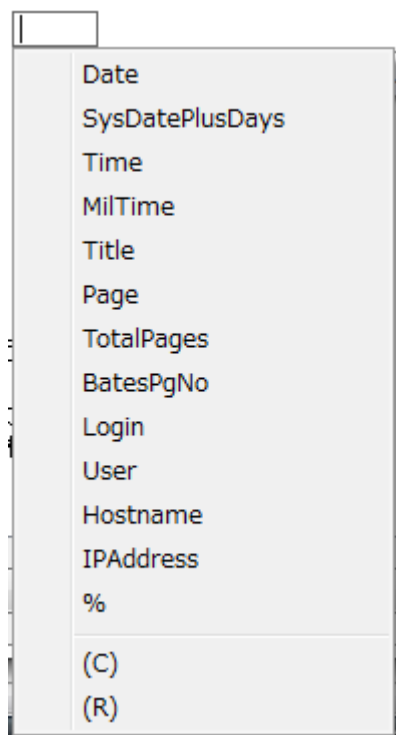 Date
SysDatePlusDays
Time
MilTime
Title
Page
TotalPages
BatesPgNo
Login
User
Hostname
IPAddress
%
(C)
(R)